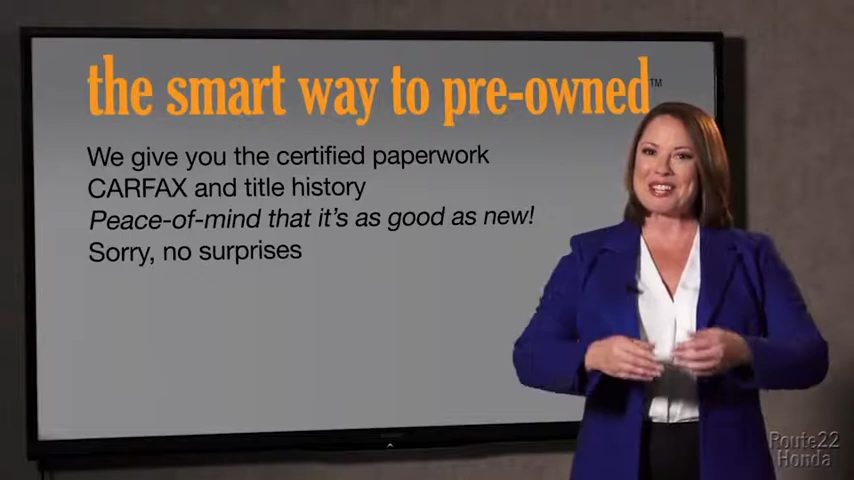 the smart way to pre-owned™
We give you the certified paperwork
CARFAX and title history
Peace-of-mind that it's as good as new!
Sorry, no surprises
Route22
Honda